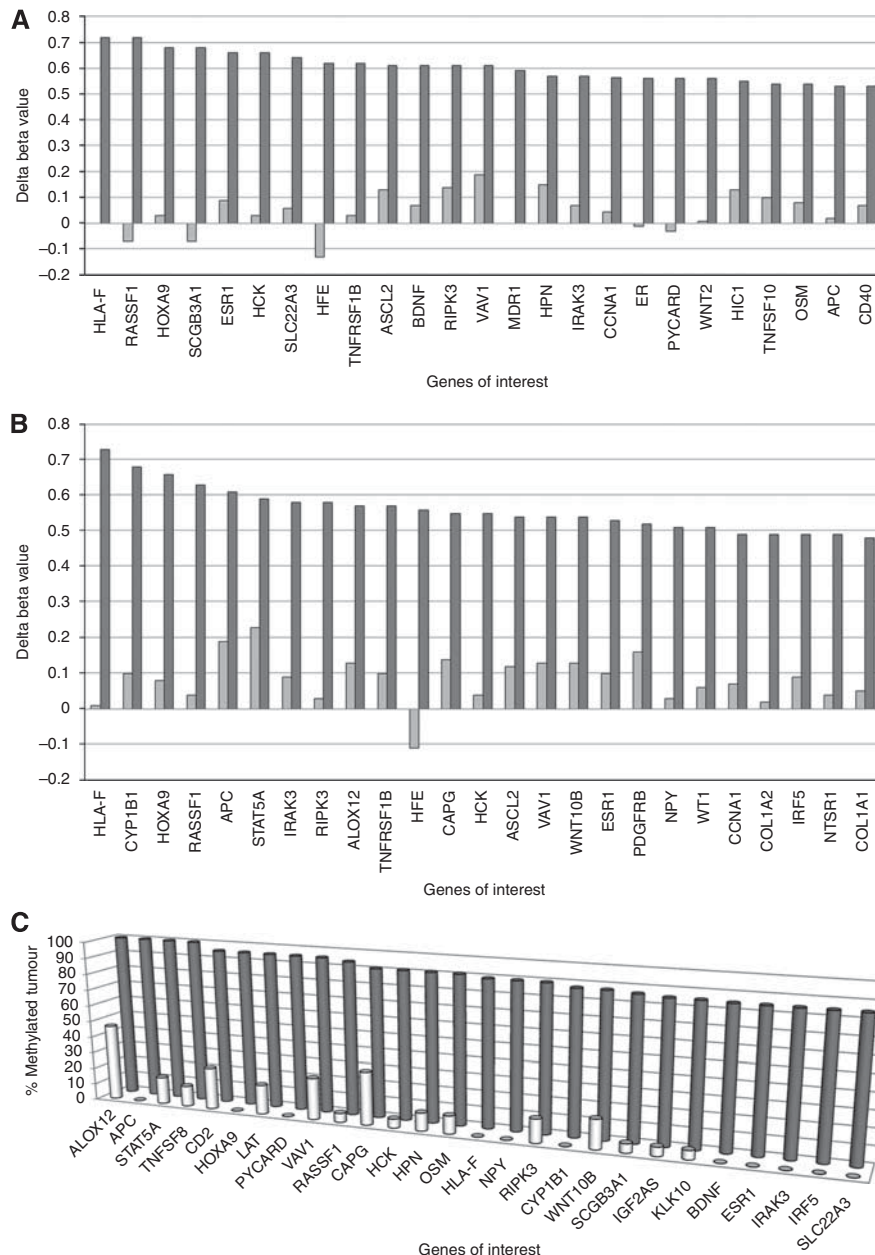 A
Delta beta value
0.8
0.7
0.6
0.5
0.4
0.3
0.2
0.1
0
–0.1
–0.2
HLA-F
RASSF1
HOXA9
SCGB3A1
ESR1
HCK
SLC22A3
HFE
TNFRSF1B
ASCL2
BDNF
RIPK3
VAV1
MDR1
HPN
IRAK3
CCNA1
ER
PYCARD
WNT2
HIC1
TNFSF10
OSM
APC
CD40
Genes of interest
B
Delta beta value
0.8
0.7
0.6
0.5
0.4
0.3
0.2
0.1
0
–0.1
–0.2
HLA-F
CYP1B1
HOXA9
RASSF1
APC
STAT5A
IRAK3
RIPK3
ALOX12
TNFRSF1B
HFE
CAPG
HCK
ASCL2
VAV1
WNT10B
ESR1
PDGFRB
NPY
WT1
CCNA1
COL1A2
IRF5
NTSR1
COL1A1
Genes of interest
C
% Methylated tumour
100
90
80
70
60
50
40
30
20
10
0
ALOX12
APC
STAT5A
TNFSF8
CD2
HOXA9
LAT
PYCARD
VAV1
RASSF1
CAPG
HCK
HPN
OSM
HLA-F
NPY
RIPK3
CYP1B1
WNT10B
SCGB3A1
IGF2AS
KLK10
BDNF
ESR1
IRAK3
IRF5
SLC22A3
Genes of interest